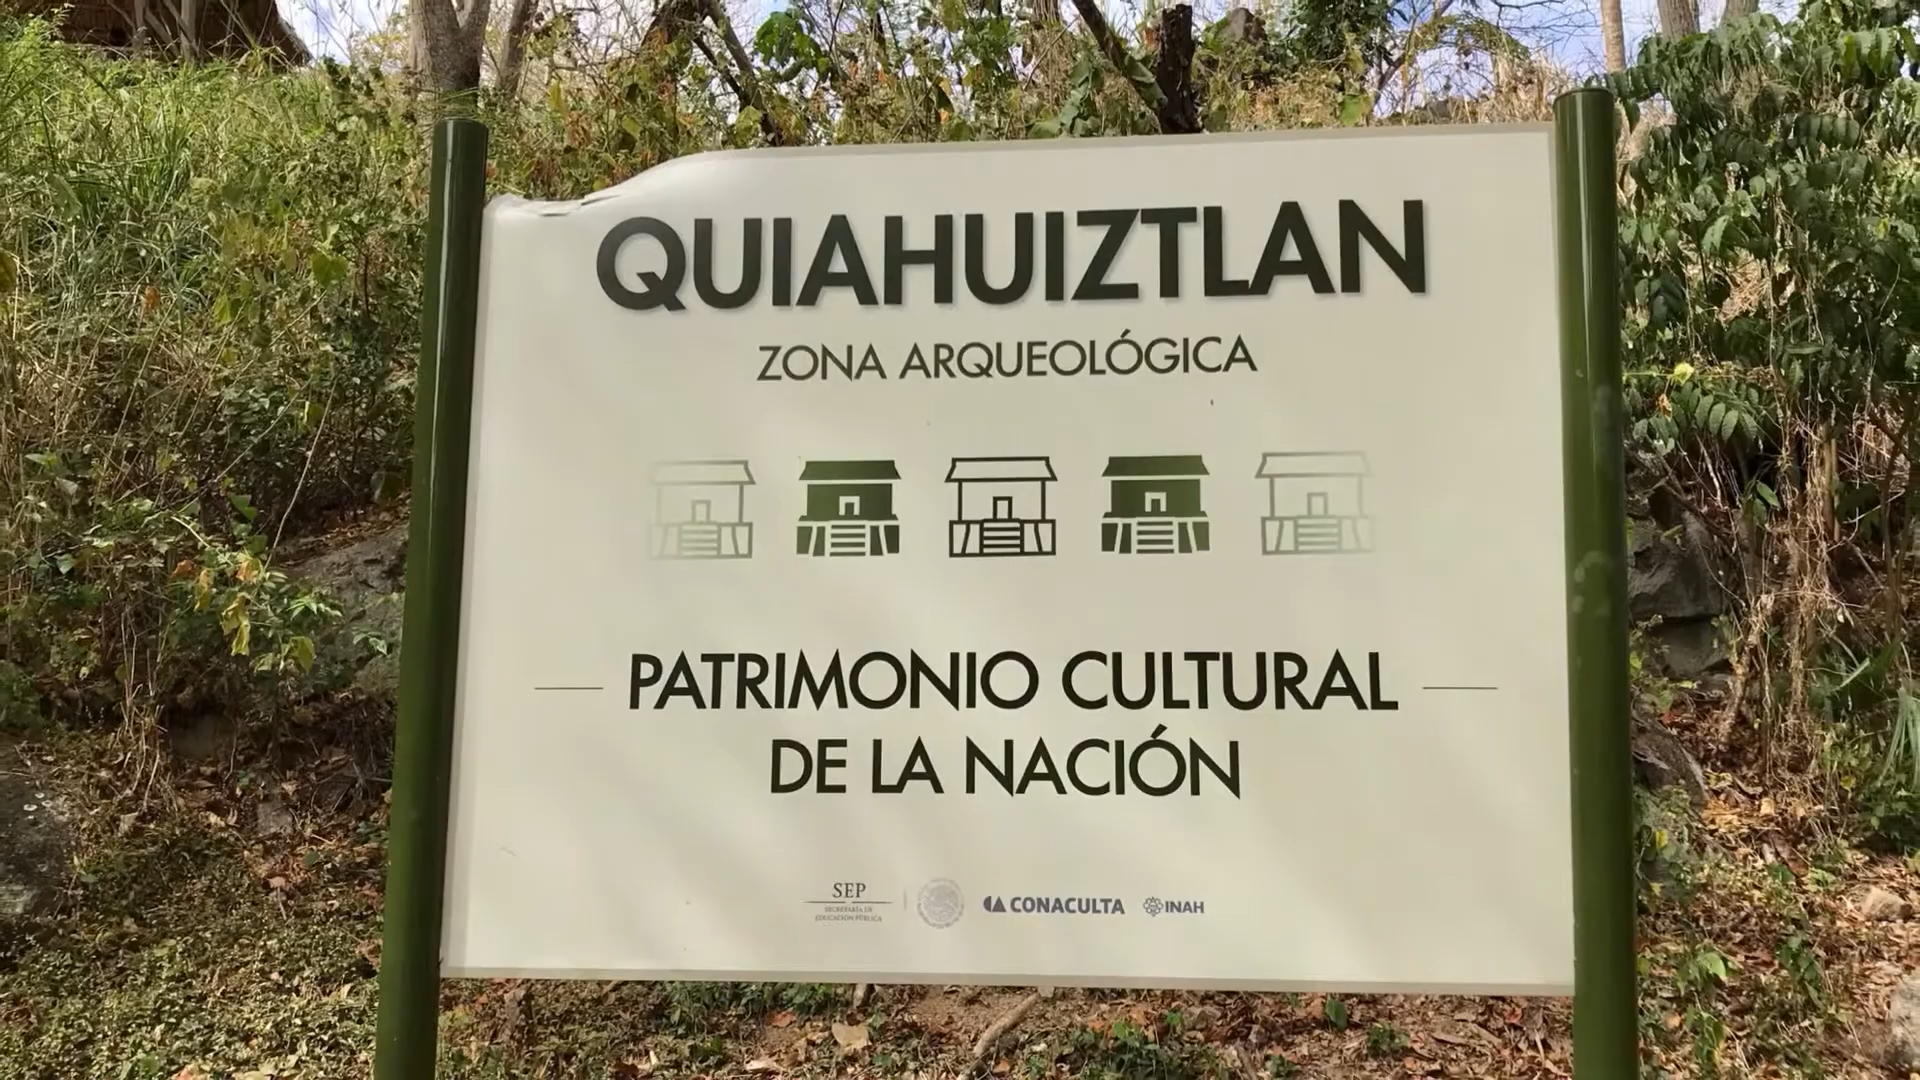 QUIAHUIZTLAN
ZONA ARQUEOLÓGICA
PATRIMONIO CULTURAL
DE LA NACIÓN
SEP
SECRETARÍA DE
EDUCACIÓN PÚBLICA
CONACULTA
INAH